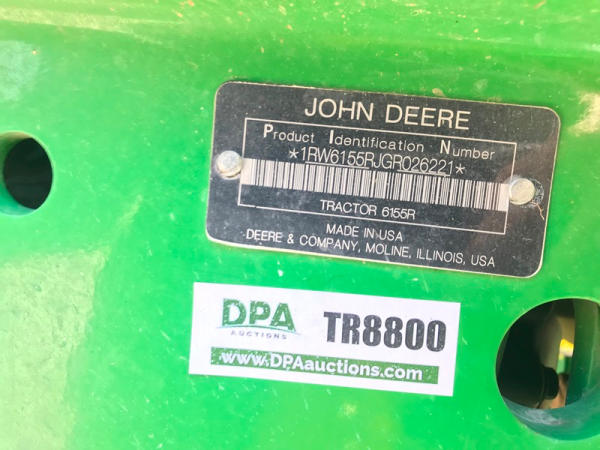 JOHN DEERE
Product Identification Number
*1RW6155RJGR026221*
TRACTOR 6155R
MADE IN USA
DEERE & COMPANY, MOLINE, ILLINOIS, USA
DPA
AUCTIONS
TR8800
www.DPAauctions.com